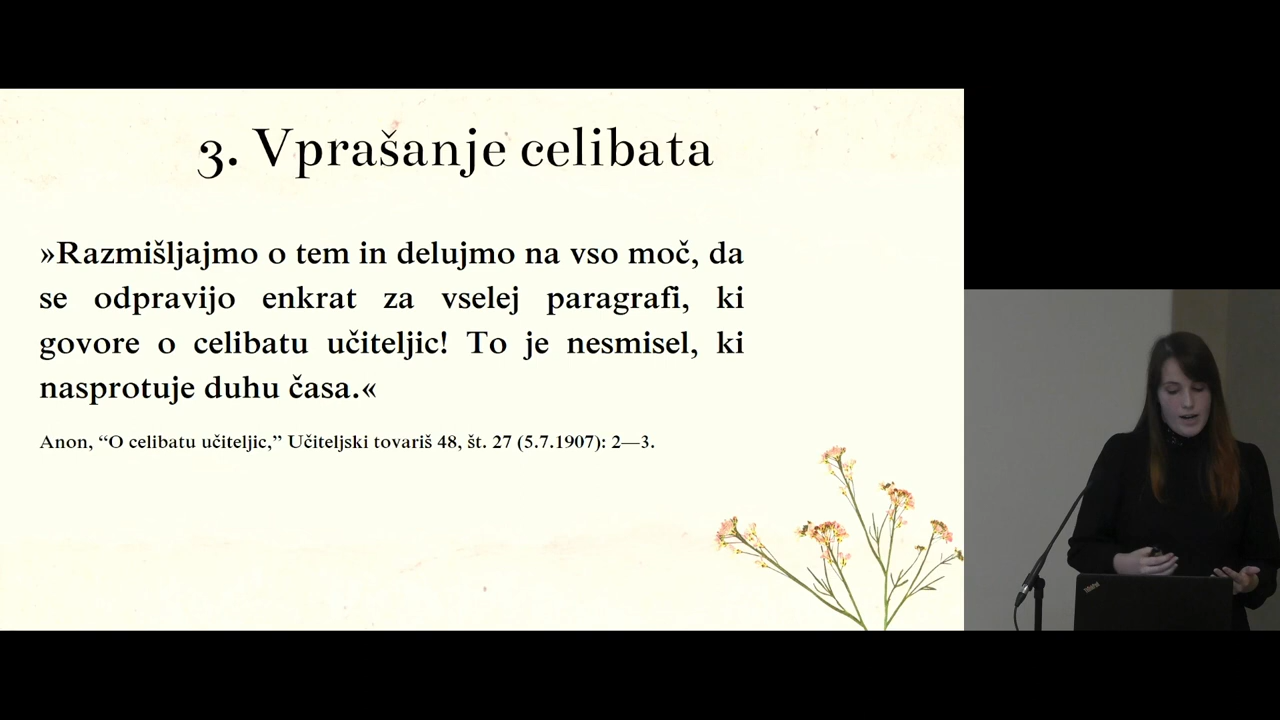 3. Vprašanje celibata
»Razmišljajmo o tem in delujmo na vso moč, da
se odpravijo enkrat za vselej paragrafi, ki
govore o celibatu učiteljic! To je nesmisel, ki
nasprotuje duhu časa.«
Anon, “O celibatu učiteljic,” Učiteljski tovariš 48, št. 27 (5.7.1907): 2—3.